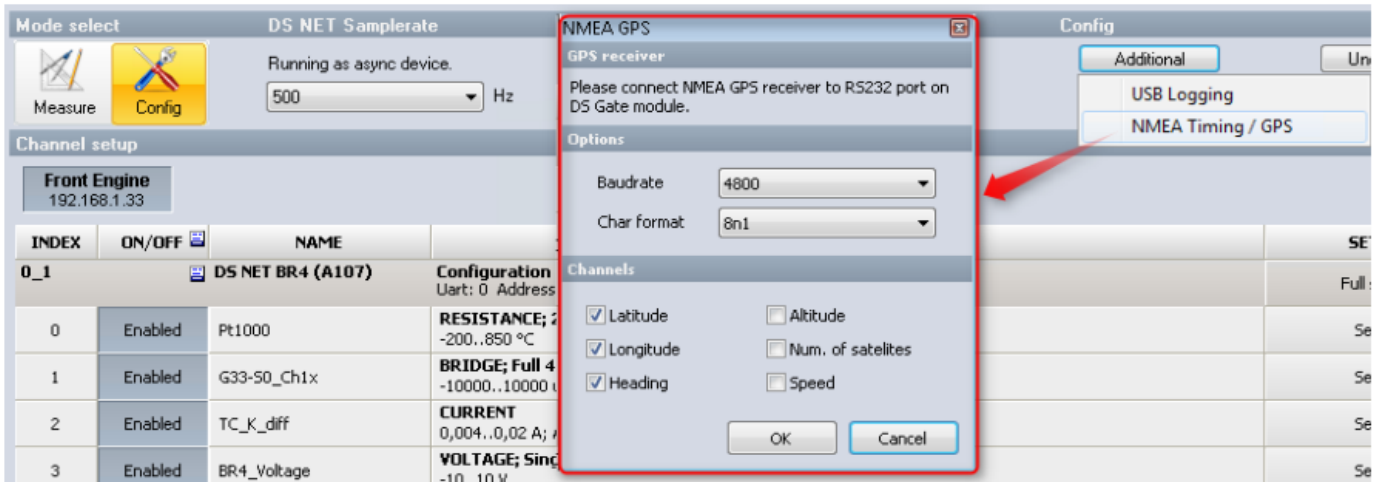 Mode select
DS NET Samplerate
Config
Measure
Config
Running as async device.
500
Hz
Additional
USB Logging
NMEA Timing / GPS
Channel setup
Front Engine
192.168.1.33
INDEX ON/OFF NAME
0_1 DS NET BR4 (A107) Configuration
Uart: 0 Address
Full
0 Enabled Pt1000 RESISTANCE;
-200..850 °C
1 Enabled G33-50_Ch1x BRIDGE; Full 4
-10000..10000
2 Enabled TC_K_diff CURRENT
0,004..0,02 A;
3 Enabled BR4_Voltage VOLTAGE;
-10..10 V
NMEA GPS
GPS receiver
Please connect NMEA GPS receiver to RS232 port on
DS Gate module.
Options
Baudrate 4800
Char format 8n1
Channels
Latitude Altitude
Longitude Num. of satelites
Heading Speed
OK Cancel